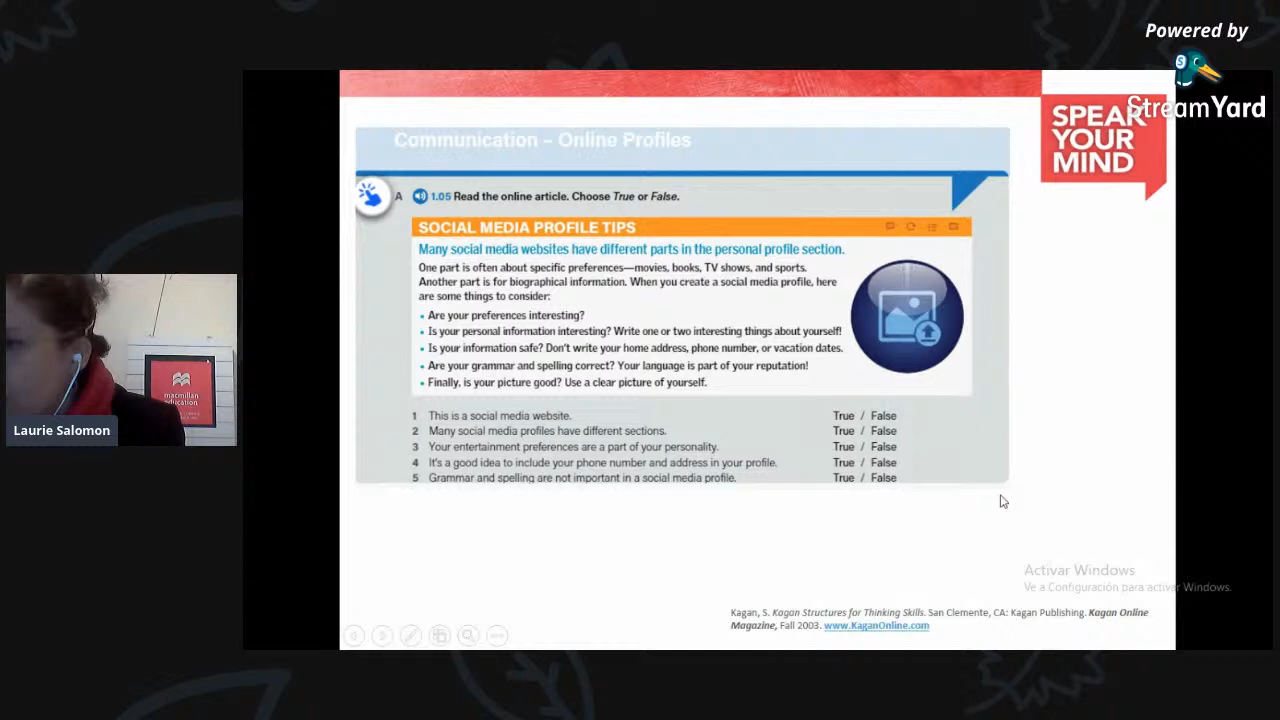 Powered by
StreamYard
SPEAK
YOUR
MIND
Communication – Online Profiles
A 1.05 Read the online article. Choose True or False.
SOCIAL MEDIA PROFILE TIPS
Many social media websites have different parts in the personal profile section.
One part is often about specific preferences—movies, books, TV shows, and sports.
Another part is for biographical information. When you create a social media profile, here
are some things to consider:
• Are your preferences interesting?
• Is your personal information interesting? Write one or two interesting things about yourself!
• Is your information safe? Don't write your home address, phone number, or vacation dates.
• Are your grammar and spelling correct? Your language is part of your reputation!
• Finally, is your picture good? Use a clear picture of yourself.
1 This is a social media website. True / False
2 Many social media profiles have different sections. True / False
3 Your entertainment preferences are a part of your personality. True / False
4 It's a good idea to include your phone number and address in your profile. True / False
5 Grammar and spelling are not important in a social media profile. True / False
macmillan
education
Laurie Salomon
Activar Windows
Ve a Configuración para activar Windows.
Kagan, S. Kagan Structures for Thinking Skills. San Clemente, CA: Kagan Publishing. Kagan Online
Magazine, Fall 2003. www.KaganOnline.com